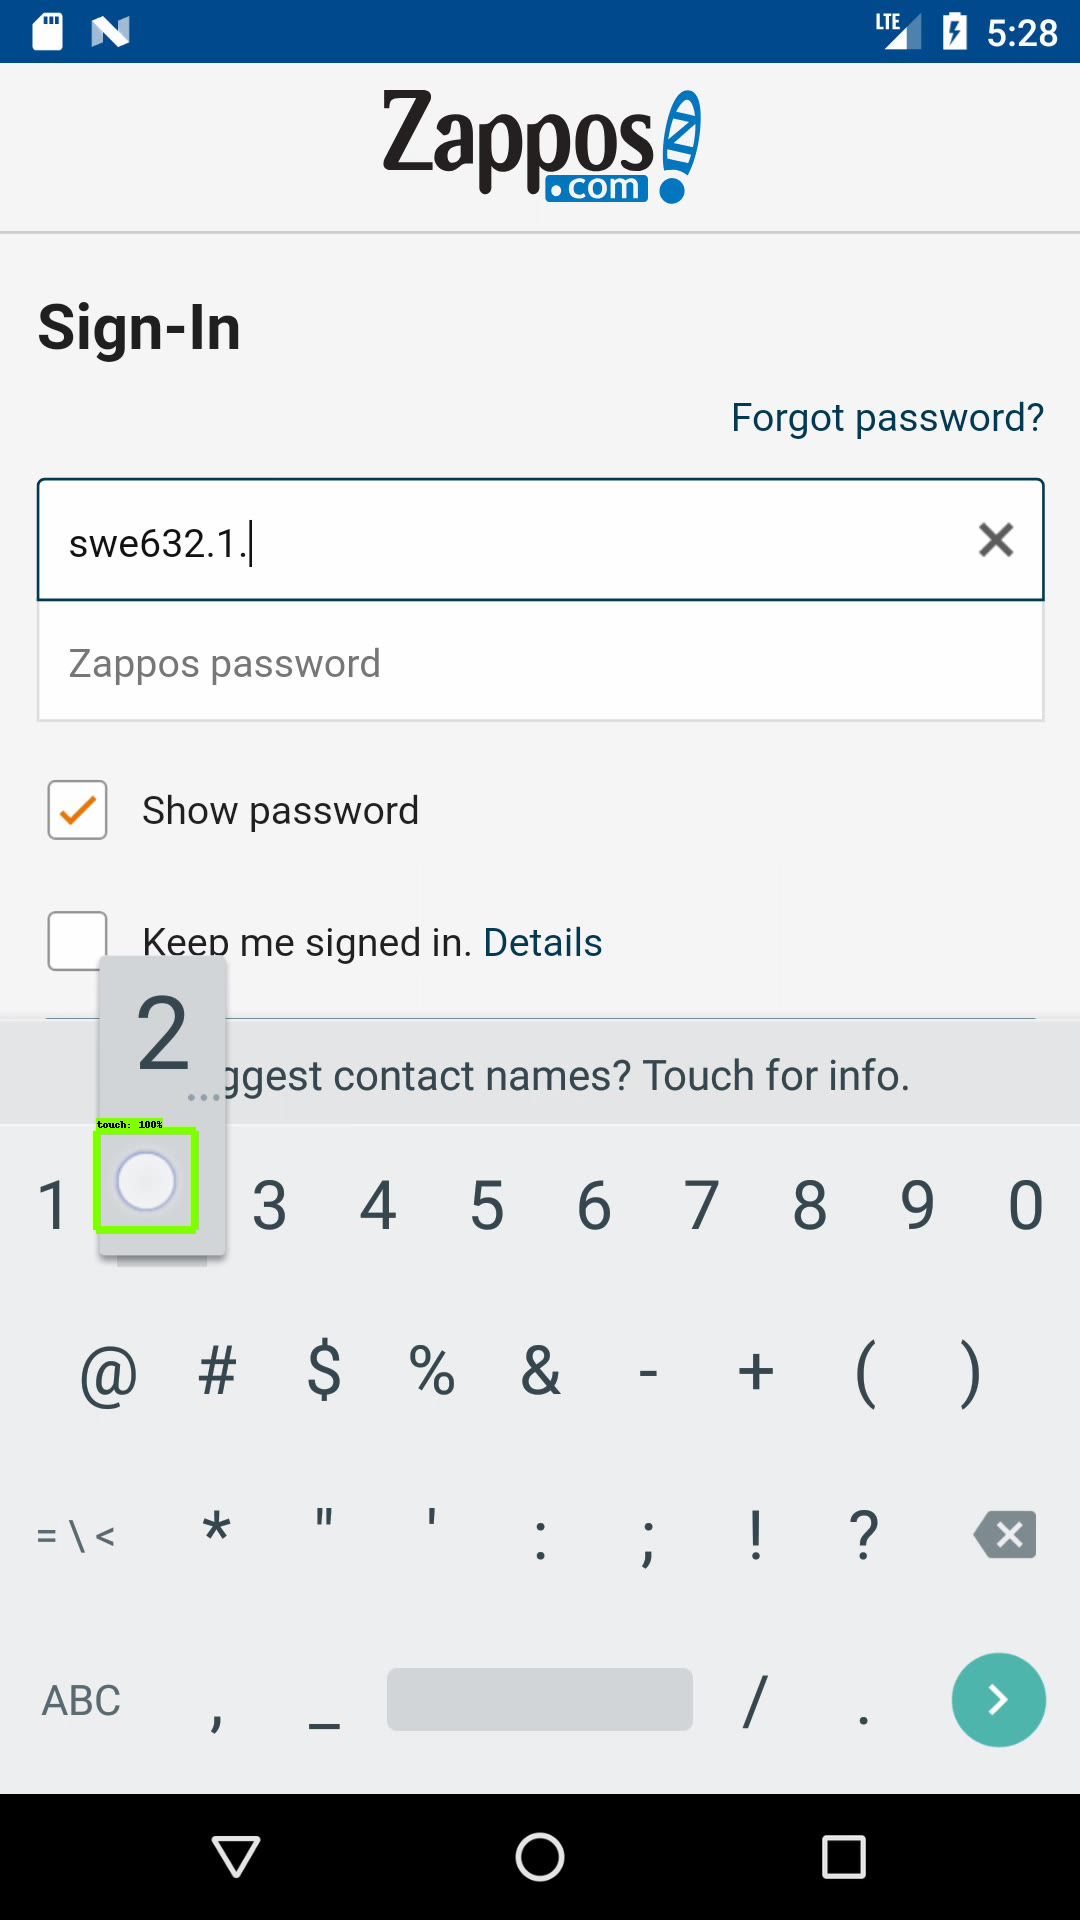 LTE 5:28
Zappos
.com
Sign-In
Forgot password?
swe632.1.
Zappos password
Show password
Keep me signed in. Details
2
...ggest contact names? Touch for info.
touch: 100%
1 3 4 5 6 7 8 9 0
@ # $ % & - + ( )
= \ < * " ' : ; ! ?
ABC , _ / .